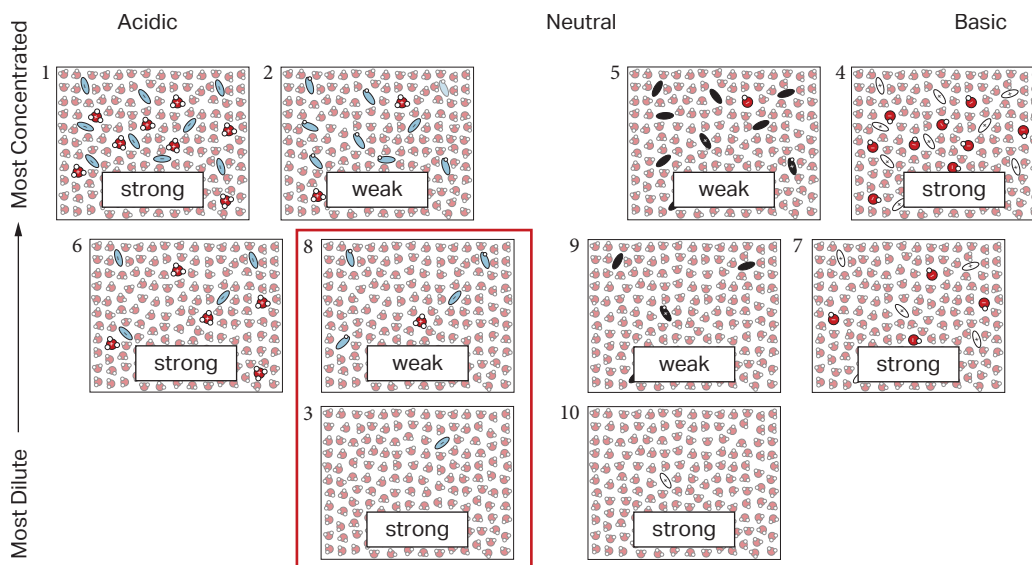 Acidic
Neutral
Basic
Most Concentrated
Most Dilute
1
strong
2
weak
5
weak
4
strong
6
strong
8
weak
9
weak
7
strong
3
strong
10
strong